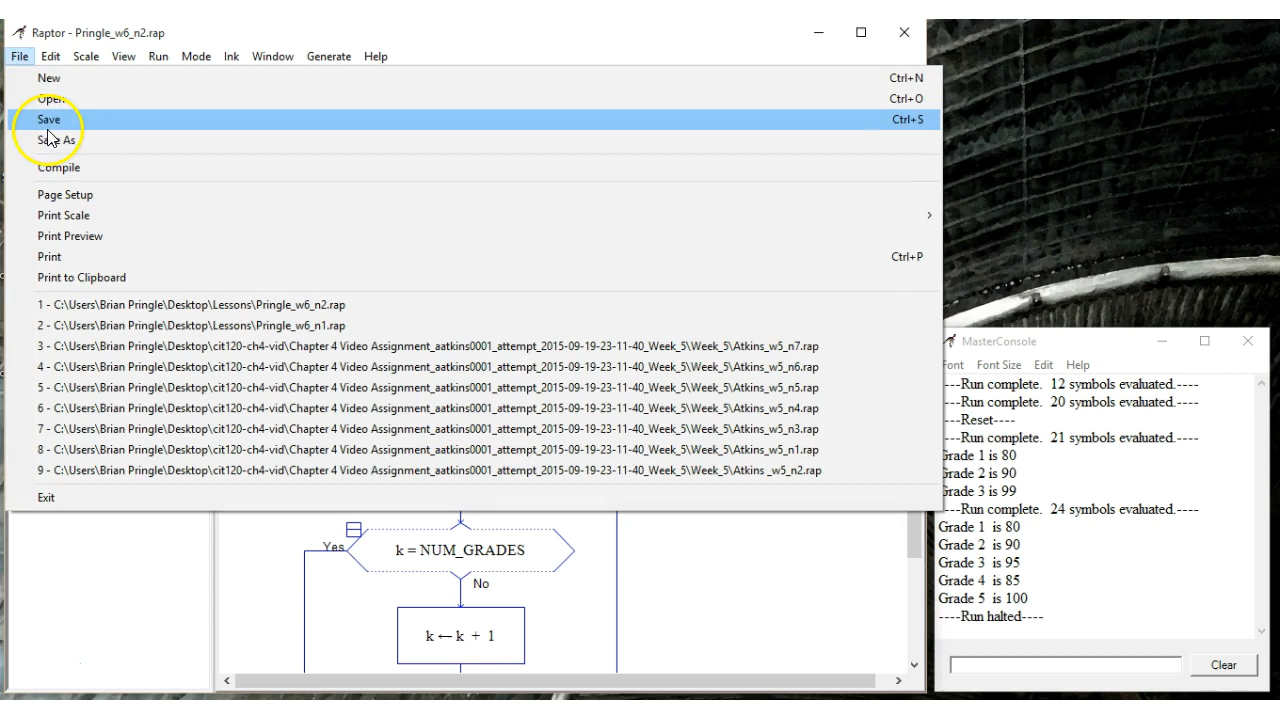 Raptor - Pringle_w6_n2.rap
File Edit Scale View Run Mode Ink Window Generate Help
New Ctrl+N
Open Ctrl+O
Save Ctrl+S
Save As
Compile
Page Setup
Print Scale
Print Preview
Print Ctrl+P
Print to Clipboard
1 - C:\Users\Brian Pringle\Desktop\Lessons\Pringle_w6_n2.rap
2 - C:\Users\Brian Pringle\Desktop\Lessons\Pringle_w6_n1.rap
3 - C:\Users\Brian Pringle\Desktop\cit120-ch4-vid\Chapter 4 Video Assignment_aatkins0001_attempt_2015-09-19-23-11-40_Week_5\Week_5\Atkins_w5_n7.rap
4 - C:\Users\Brian Pringle\Desktop\cit120-ch4-vid\Chapter 4 Video Assignment_aatkins0001_attempt_2015-09-19-23-11-40_Week_5\Week_5\Atkins_w5_n6.rap
5 - C:\Users\Brian Pringle\Desktop\cit120-ch4-vid\Chapter 4 Video Assignment_aatkins0001_attempt_2015-09-19-23-11-40_Week_5\Week_5\Atkins_w5_n5.rap
6 - C:\Users\Brian Pringle\Desktop\cit120-ch4-vid\Chapter 4 Video Assignment_aatkins0001_attempt_2015-09-19-23-11-40_Week_5\Week_5\Atkins_w5_n4.rap
7 - C:\Users\Brian Pringle\Desktop\cit120-ch4-vid\Chapter 4 Video Assignment_aatkins0001_attempt_2015-09-19-23-11-40_Week_5\Week_5\Atkins_w5_n3.rap
8 - C:\Users\Brian Pringle\Desktop\cit120-ch4-vid\Chapter 4 Video Assignment_aatkins0001_attempt_2015-09-19-23-11-40_Week_5\Week_5\Atkins_w5_n1.rap
9 - C:\Users\Brian Pringle\Desktop\cit120-ch4-vid\Chapter 4 Video Assignment_aatkins0001_attempt_2015-09-19-23-11-40_Week_5\Week_5\Atkins _w5_n2.rap
Exit
Yes
k = NUM_GRADES
No
k ← k + 1
MasterConsole
Font Font Size Edit Help
----Run complete. 12 symbols evaluated.----
----Run complete. 20 symbols evaluated.----
----Reset----
----Run complete. 21 symbols evaluated.----
Grade 1 is 80
Grade 2 is 90
Grade 3 is 99
----Run complete. 24 symbols evaluated.----
Grade 1  is 80
Grade 2  is 90
Grade 3  is 95
Grade 4  is 85
Grade 5  is 100
----Run halted----
Clear